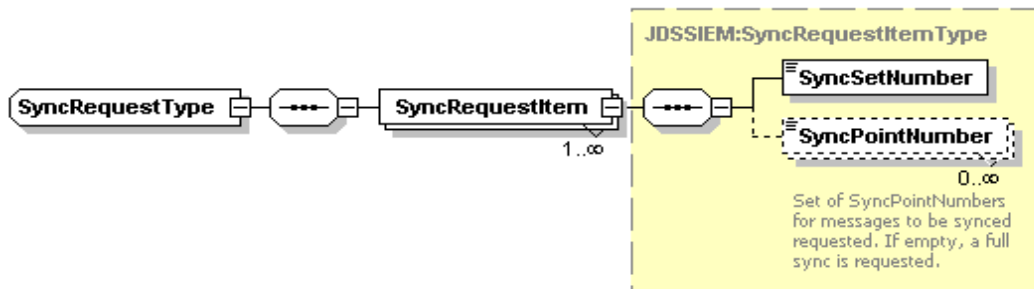 JDSSIEM:SyncRequestItemType
SyncRequestType
SyncRequestItem
1..∞
SyncSetNumber
SyncPointNumber
0..∞
Set of SyncPointNumbers
for messages to be synced
requested. If empty, a full
sync is requested.